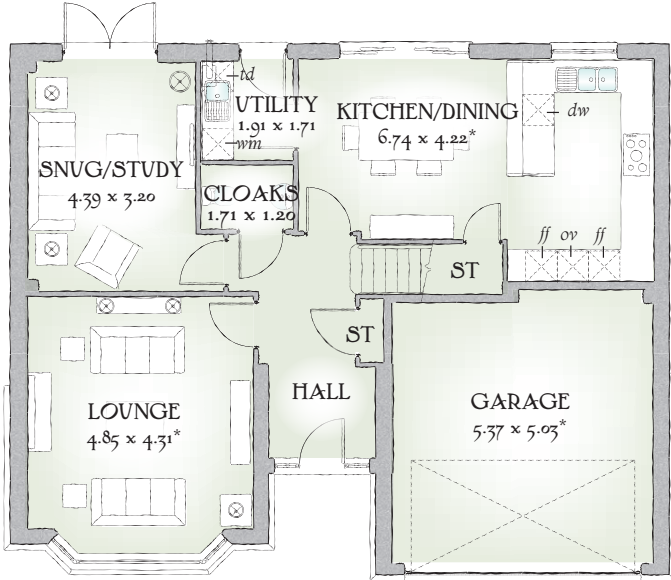 td
UTILITY
1.91 x 1.71
wm
KITCHEN/DINING
6.74 x 4.22*
dw
SNUG/STUDY
4.39 x 3.20
CLOAKS
1.71 x 1.20
ff ov ff
ST
ST
HALL
LOUNGE
4.85 x 4.31*
GARAGE
5.37 x 5.03*